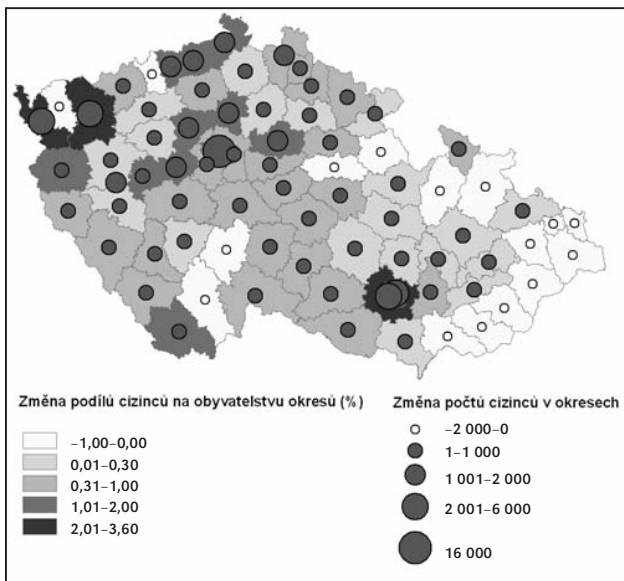 Změna podílů cizinců na obyvatelstvu okresů (%)
–1,00–0,00
0,01–0,30
0,31–1,00
1,01–2,00
2,01–3,60
Změna počtů cizinců v okresech
–2 000–0
1–1 000
1 001–2 000
2 001–6 000
16 000